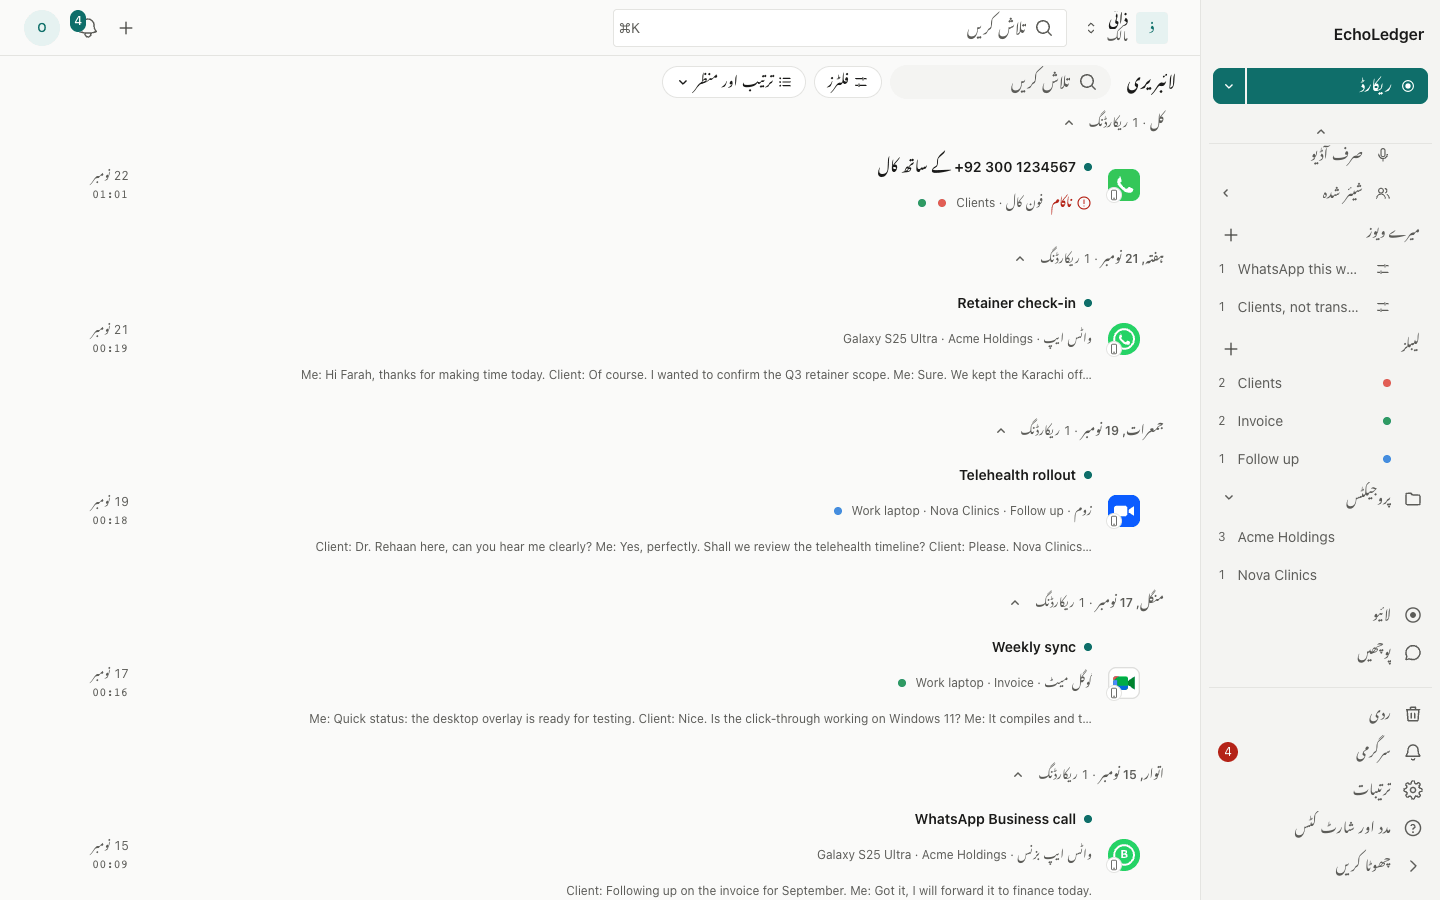 EchoLedger
ریکارڈ
صرف آڈیو
شیئر شدہ
میرے ویوز
WhatsApp this w... 1
Clients, not trans... 1
لیبلز
Clients 2
Invoice 2
Follow up 1
پروجیکٹس
Acme Holdings 3
Nova Clinics 1
لائیو
پوچھیں
ردی
سرگرمی 4
ترتیبات
مدد اور شارٹ کٹس
چھوٹا کریں
ذ
ذاتی
مالک
تلاش کریں ⌘K
4
O
لائبریری
تلاش کریں
فلٹرز
ترتیب اور منظر
کل · 1 ریکارڈنگ
+92 300 1234567 کے ساتھ کال
ناکام فون کال · Clients
22 نومبر
01:01
ہفتہ, 21 نومبر · 1 ریکارڈنگ
Retainer check-in
واٹس ایپ · Galaxy S25 Ultra · Acme Holdings
Me: Hi Farah, thanks for making time today. Client: Of course. I wanted to confirm the Q3 retainer scope. Me: Sure. We kept the Karachi off...
21 نومبر
00:19
جمعرات, 19 نومبر · 1 ریکارڈنگ
Telehealth rollout
زوم · Work laptop · Nova Clinics · Follow up
Client: Dr. Rehaan here, can you hear me clearly? Me: Yes, perfectly. Shall we review the telehealth timeline? Client: Please. Nova Clinics...
19 نومبر
00:18
منگل, 17 نومبر · 1 ریکارڈنگ
Weekly sync
گوگل میٹ · Work laptop · Invoice
Me: Quick status: the desktop overlay is ready for testing. Client: Nice. Is the click-through working on Windows 11? Me: It compiles and t...
17 نومبر
00:16
اتوار, 15 نومبر · 1 ریکارڈنگ
WhatsApp Business call
واٹس ایپ بزنس · Galaxy S25 Ultra · Acme Holdings
Client: Following up on the invoice for September. Me: Got it, I will forward it to finance today.
15 نومبر
00:09